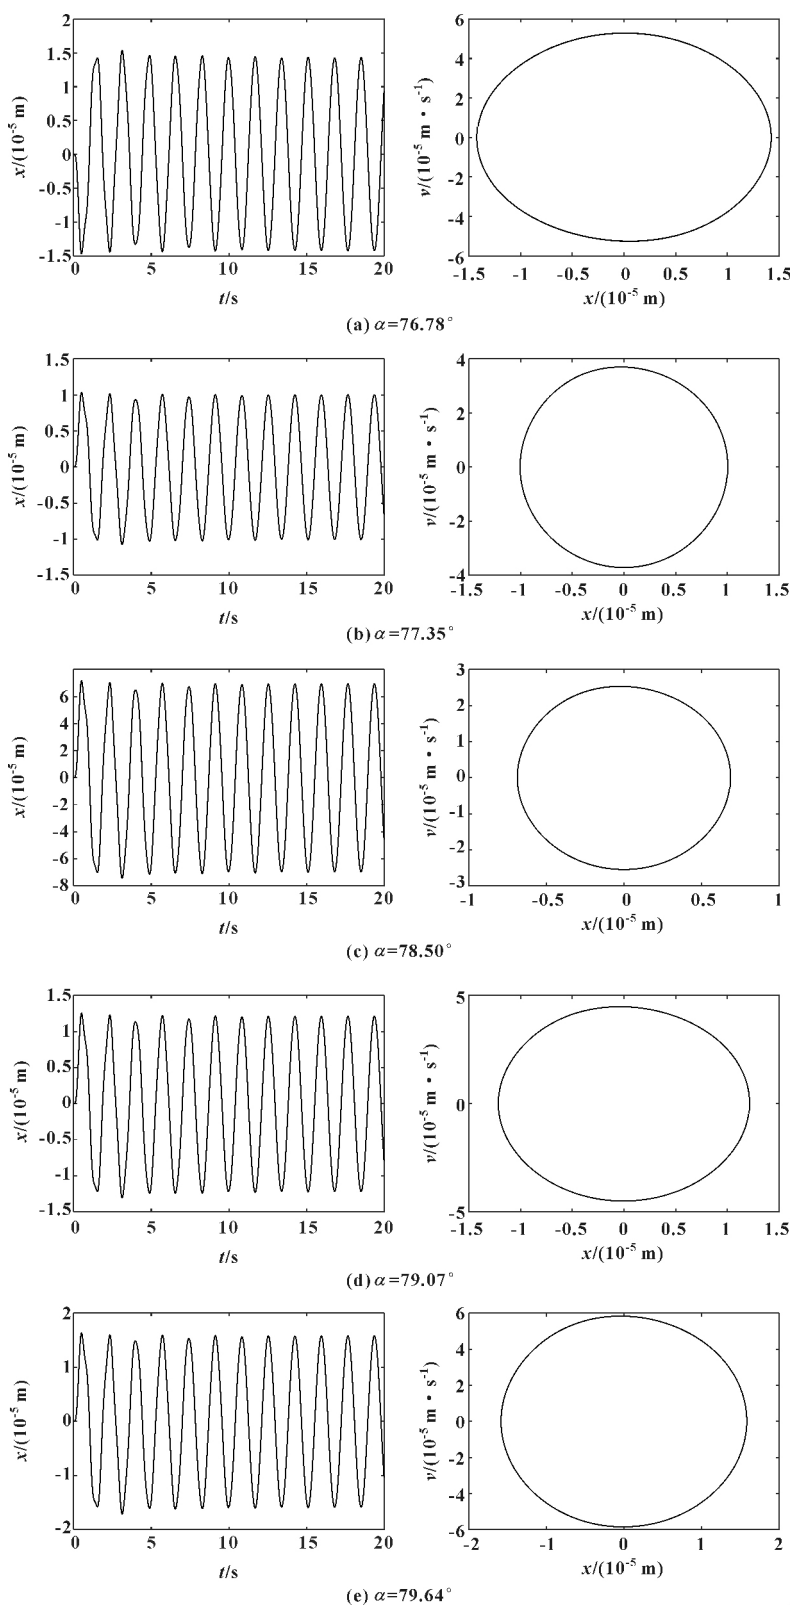 x/(10⁻⁵ m)
2
1.5
1
0.5
0
-0.5
-1
-1.5
0 5 10 15 20
t/s
v/(10⁻⁵ m·s⁻¹)
6
4
2
0
-2
-4
-6
-1.5 -1 -0.5 0 0.5 1 1.5
x/(10⁻⁵ m)
(a) α=76.78°
x/(10⁻⁵ m)
1.5
1
0.5
0
-0.5
-1
-1.5
0 5 10 15 20
t/s
v/(10⁻⁵ m·s⁻¹)
4
2
0
-2
-4
-1.5 -1 -0.5 0 0.5 1 1.5
x/(10⁻⁵ m)
(b) α=77.35°
x/(10⁻⁵ m)
6
4
2
0
-2
-4
-6
-8
0 5 10 15 20
t/s
v/(10⁻⁵ m·s⁻¹)
3
2
1
0
-1
-2
-3
-1 -0.5 0 0.5 1
x/(10⁻⁵ m)
(c) α=78.50°
x/(10⁻⁵ m)
1.5
1
0.5
0
-0.5
-1
-1.5
0 5 10 15 20
t/s
v/(10⁻⁵ m·s⁻¹)
5
0
-5
-1.5 -1 -0.5 0 0.5 1 1.5
x/(10⁻⁵ m)
(d) α=79.07°
x/(10⁻⁵ m)
2
1
0
-1
-2
0 5 10 15 20
t/s
v/(10⁻⁵ m·s⁻¹)
6
4
2
0
-2
-4
-6
-2 -1 0 1 2
x/(10⁻⁵ m)
(e) α=79.64°